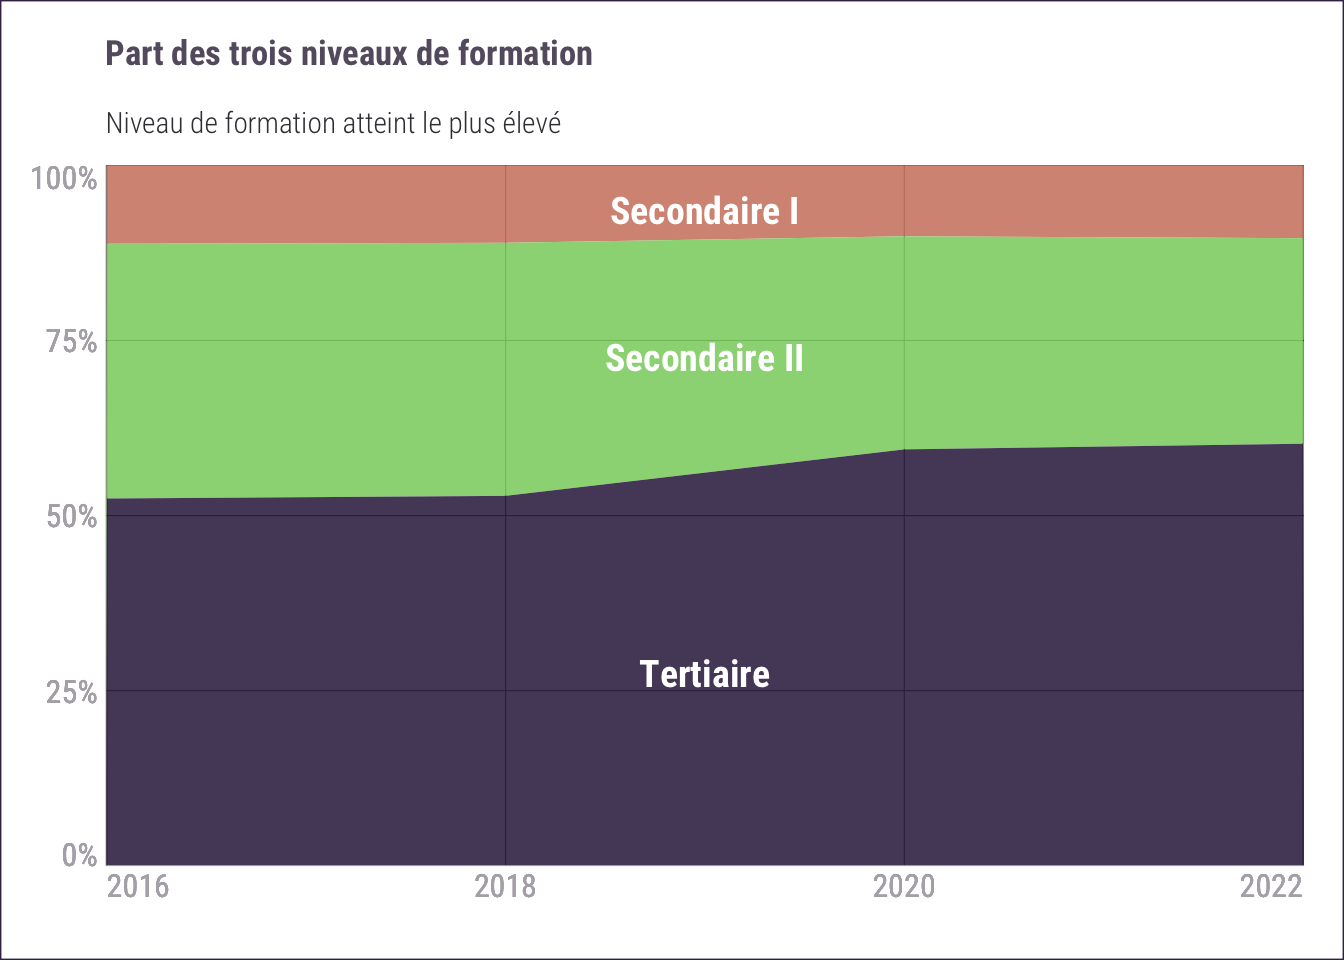 Part des trois niveaux de formation
Niveau de formation atteint le plus élevé
100%
Secondaire I
75%
Secondaire II
50%
Tertiaire
25%
0%
2016 2018 2020 2022